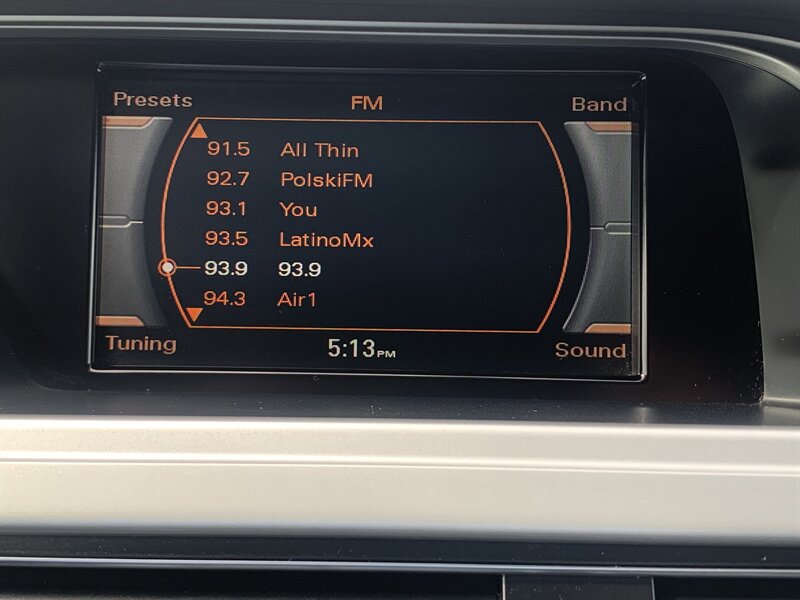 Presets FM Band
91.5 All Thin
92.7 PolskiFM
93.1 You
93.5 LatinoMx
93.9 93.9
94.3 Air1
Tuning 5:13PM Sound